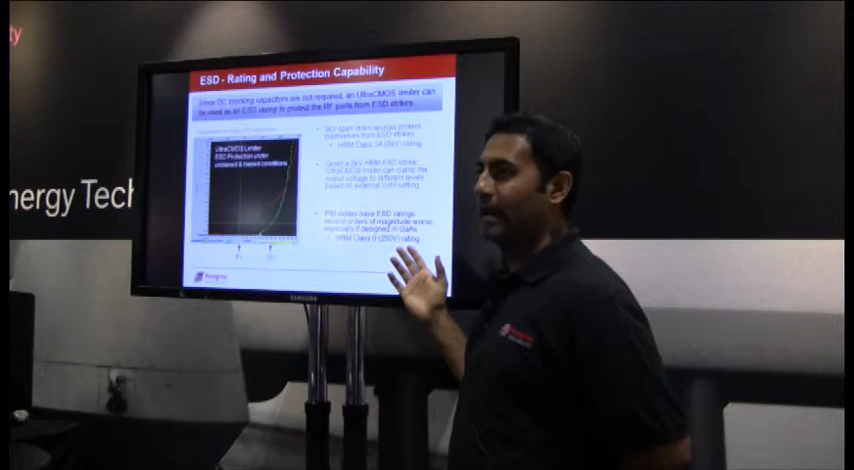 ty
nergy Tech
ESD - Rating and Protection Capability
Since DC blocking capacitors are not required, an UltraCMOS limiter can
be used as an ESD clamp to protect the RF ports from ESD strikes
UltraCMOS Limiter
ESD Protection under
unbiased & biased conditions
open drain devices protect
themselves from ESD strikes
HBM Class 3A (5kV) rating
Given a 2kV HBM ESD strike,
UltraCMOS limiter can clamp the
output voltage to different levels
based on external Vctrl setting
PIN diodes have ESD ratings
several orders of magnitude worse,
especially if designed in GaAs
HBM Class 0 (250V) rating
Peregrine
SAMSUNG
Peregrine